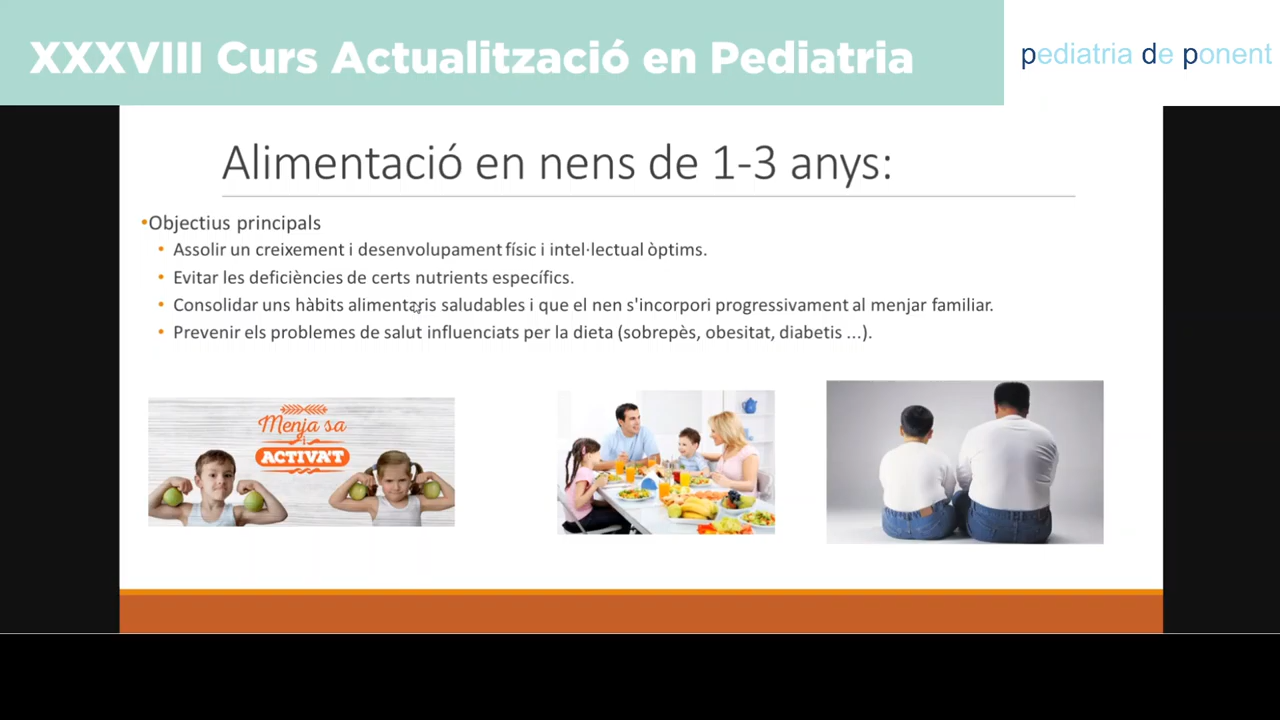 XXXVIII Curs Actualització en Pediatria
pediatria de ponent
Alimentació en nens de 1-3 anys:
•Objectius principals
• Assolir un creixement i desenvolupament físic i intel·lectual òptims.
• Evitar les deficiències de certs nutrients específics.
• Consolidar uns hàbits alimentaris saludables i que el nen s'incorpori progressivament al menjar familiar.
• Prevenir els problemes de salut influenciats per la dieta (sobrepès, obesitat, diabetis ...).
Menja sa
i
ACTIVA'T